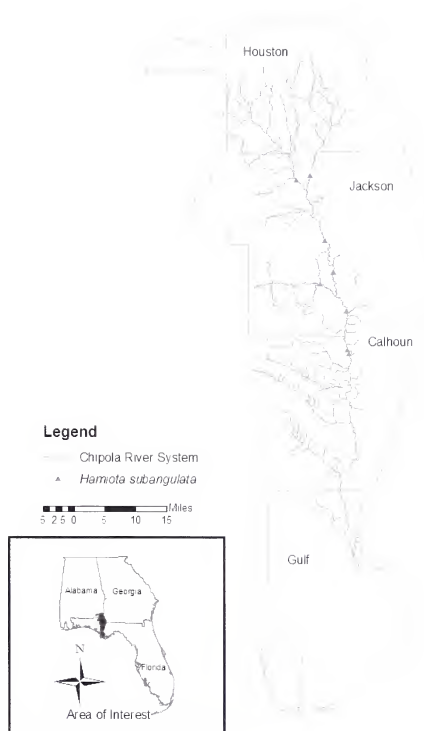 Houston
Jackson
Calhoun
Legend
Chipola River System
Hamiota subangulata
Miles
5 2 5 0 5 10 15
Gulf
Alabama
Georgia
N
Florida
Area of Interest